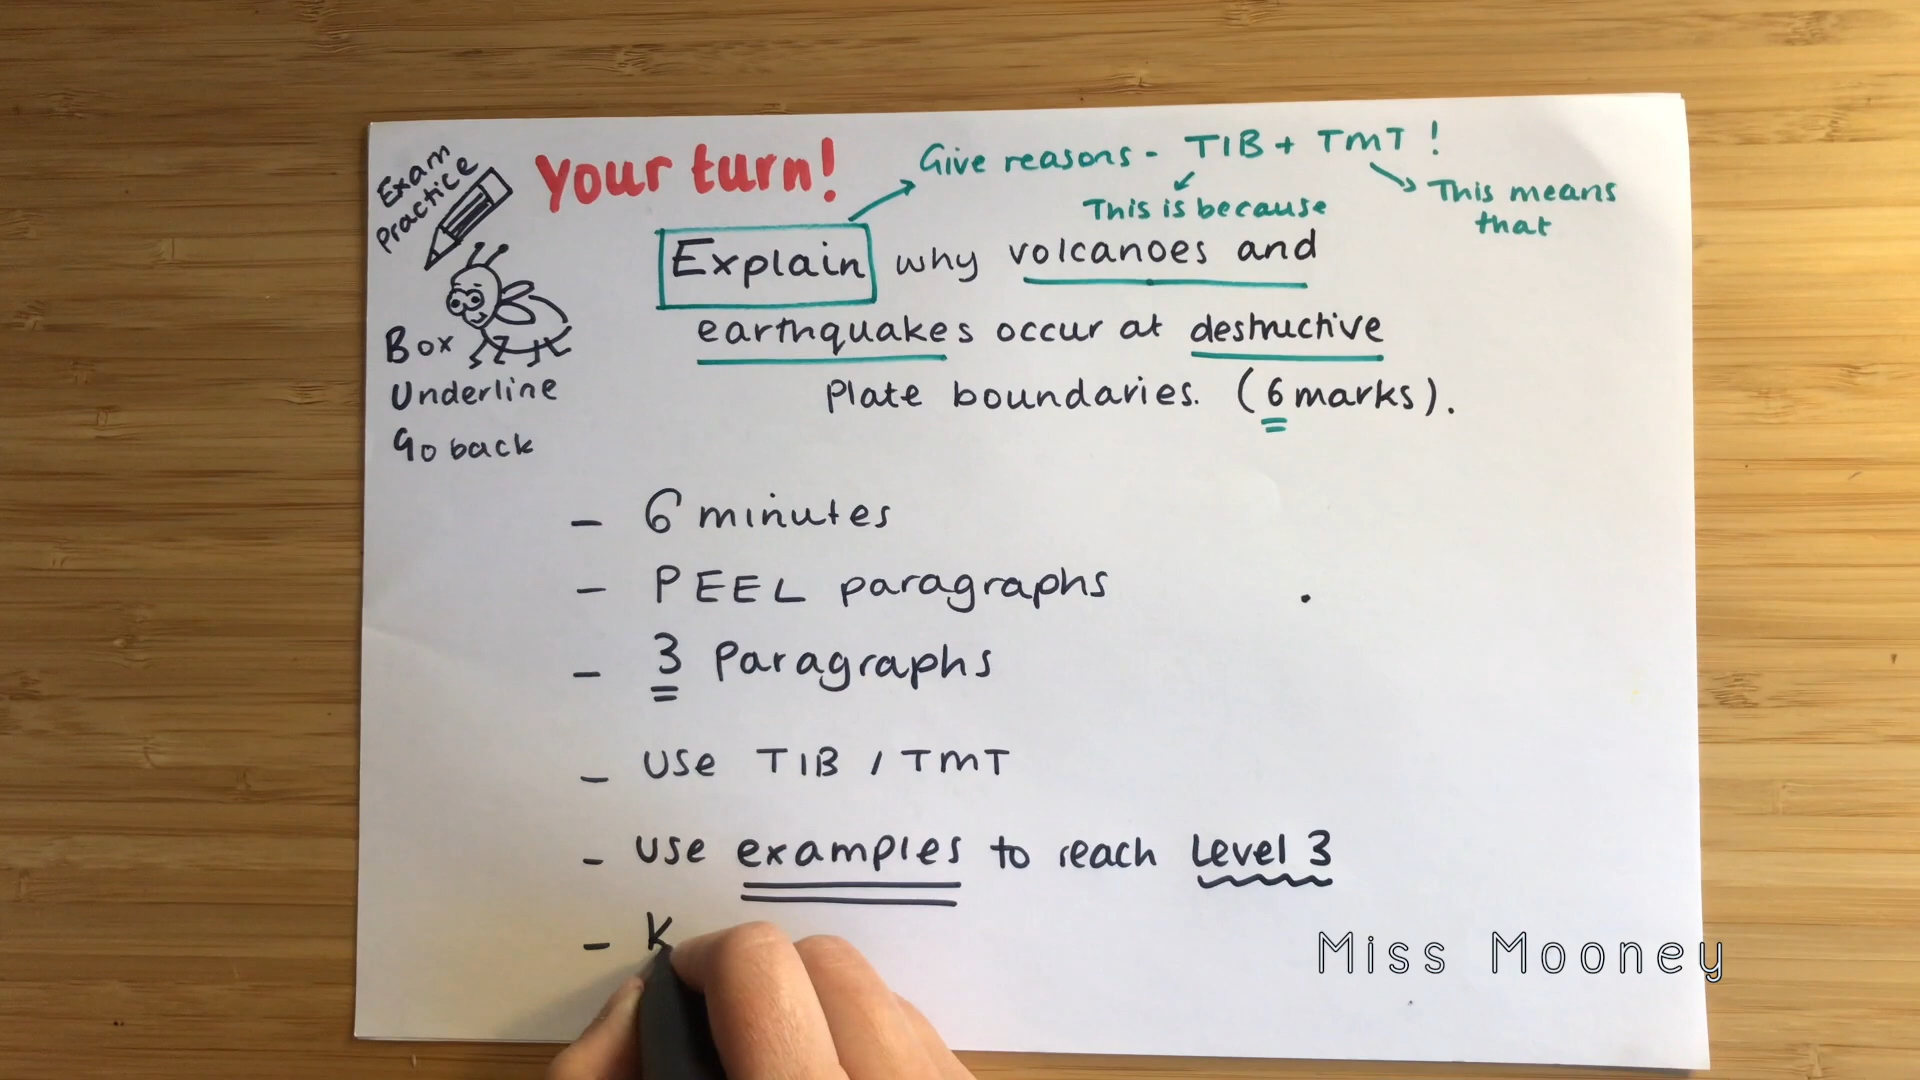 Exam
Practice
Your turn!
Give reasons - TIB + TMT !
This is because
This means
that
Explain why volcanoes and
earthquakes occur at destructive
Plate boundaries. (6 marks).
Box
Underline
Go back
- 6 minutes
- PEEL paragraphs
- 3 Paragraphs
- Use TIB / TMT
- Use examples to reach Level 3
- K
Miss Mooney